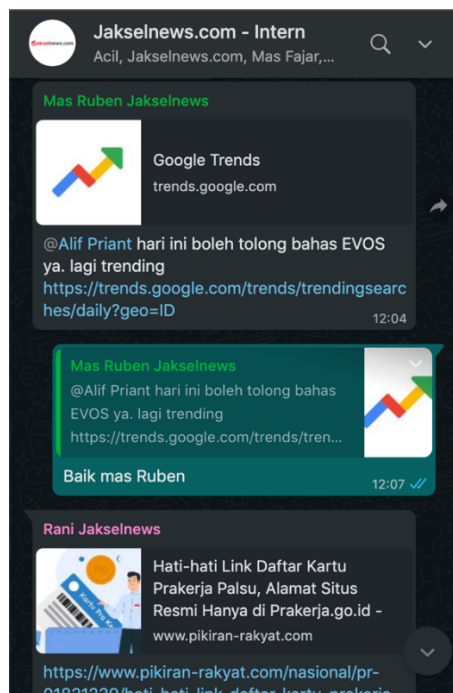 Jakselnews.com
Jakselnews.com - Intern
Acil, Jakselnews.com, Mas Fajar,...
Mas Ruben Jakselnews
Google Trends
trends.google.com
@Alif Priant hari ini boleh tolong bahas EVOS
ya. lagi trending
https://trends.google.com/trends/trendingsearc
hes/daily?geo=ID
12:04
Mas Ruben Jakselnews
@Alif Priant hari ini boleh tolong bahas
EVOS ya. lagi trending
https://trends.google.com/trends/tren...
Baik mas Ruben
12:07
Rani Jakselnews
Hati-hati Link Daftar Kartu
Prakerja Palsu, Alamat Situs
Resmi Hanya di Prakerja.go.id -
www.pikiran-rakyat.com
https://www.pikiran-rakyat.com/nasional/pr-